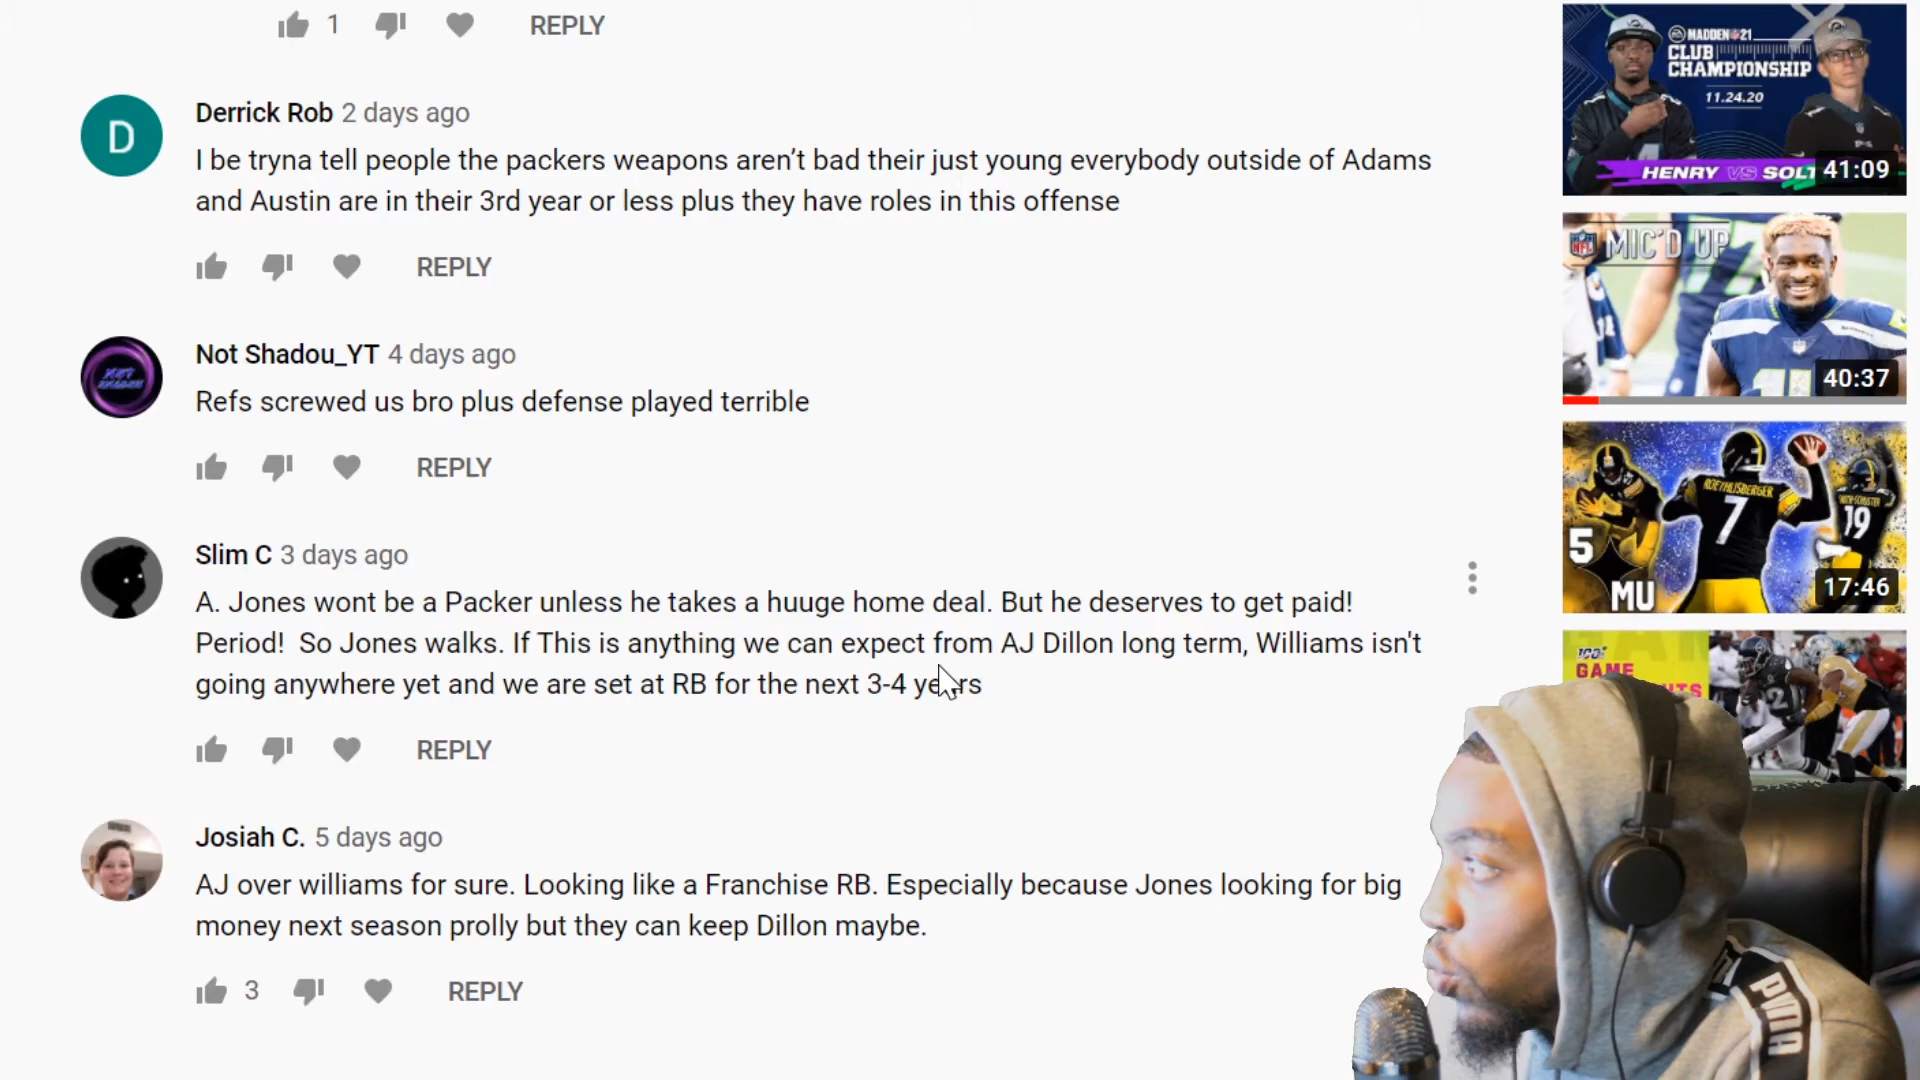 1 REPLY
Derrick Rob 2 days ago
I be tryna tell people the packers weapons aren’t bad their just young everybody outside of Adams
and Austin are in their 3rd year or less plus they have roles in this offense
REPLY
Not Shadou_YT 4 days ago
Refs screwed us bro plus defense played terrible
REPLY
Slim C 3 days ago
A. Jones wont be a Packer unless he takes a huuge home deal. But he deserves to get paid!
Period!  So Jones walks. If This is anything we can expect from AJ Dillon long term, Williams isn't
going anywhere yet and we are set at RB for the next 3-4 years
REPLY
Josiah C. 5 days ago
AJ over williams for sure. Looking like a Franchise RB. Especially because Jones looking for big
money next season prolly but they can keep Dillon maybe.
3 REPLY
D
MADDEN 21
CLUB
CHAMPIONSHIP
11.24.20
HENRY VS SOLT
41:09
NFL
MIC'D UP
40:37
ROETHLISBERGER
7
19
5
MU
17:46
100
GAME
PUMA